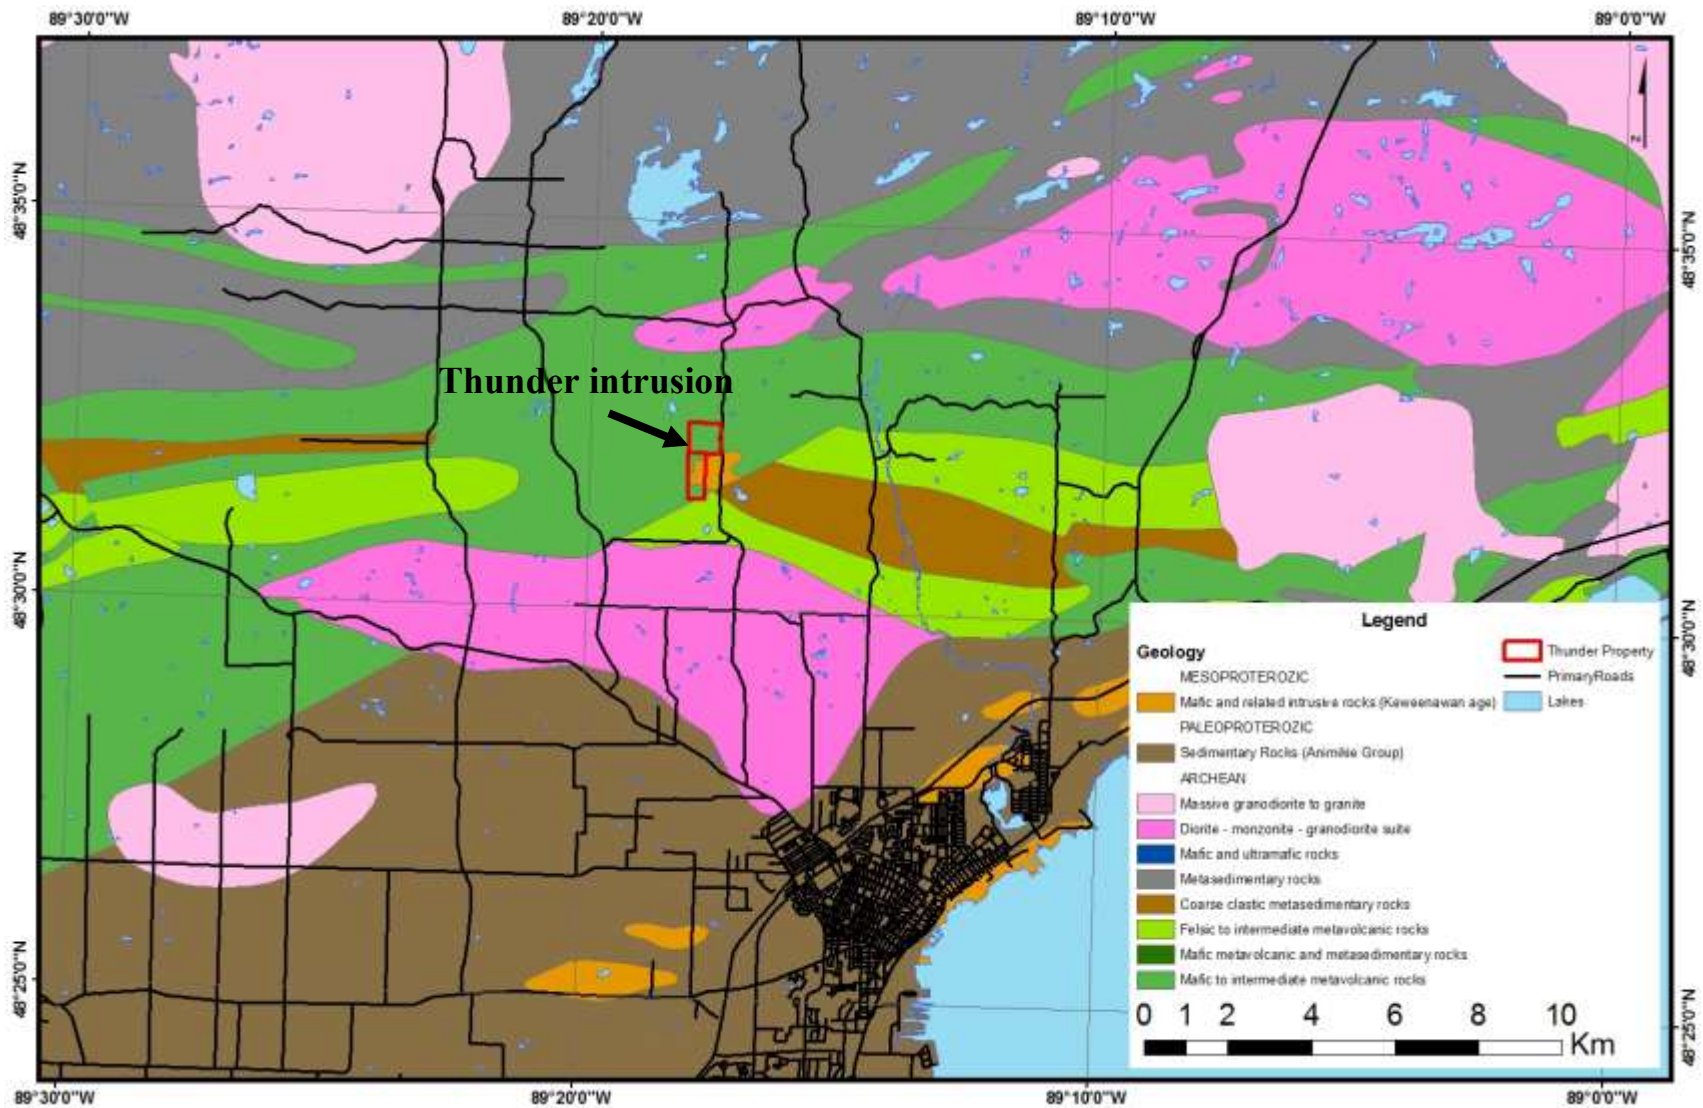 89°30'0"W 89°20'0"W 89°10'0"W 89°0'0"W
N
48°35'0"N
48°35'0"N
Thunder intrusion
48°30'0"N
48°30'0"N
Legend
Geology
Thunder Property
MESOPROTEROZIC
PrimaryRoads
Mafic and related intrusive rocks (Keweenawan age)
Lakes
PALEOPROTEROZIC
Sedimentary Rocks (Animikie Group)
ARCHEAN
Massive granodiorite to granite
Diorite - monzonite - granodiorite suite
Mafic and ultramafic rocks
Metasedimentary rocks
Coarse clastic metasedimentary rocks
Felsic to intermediate metavolcanic rocks
Mafic metavolcanic and metasedimentary rocks
Mafic to intermediate metavolcanic rocks
48°25'0"N
48°25'0"N
0 1 2 4 6 8 10
Km
89°30'0"W 89°20'0"W 89°10'0"W 89°0'0"W